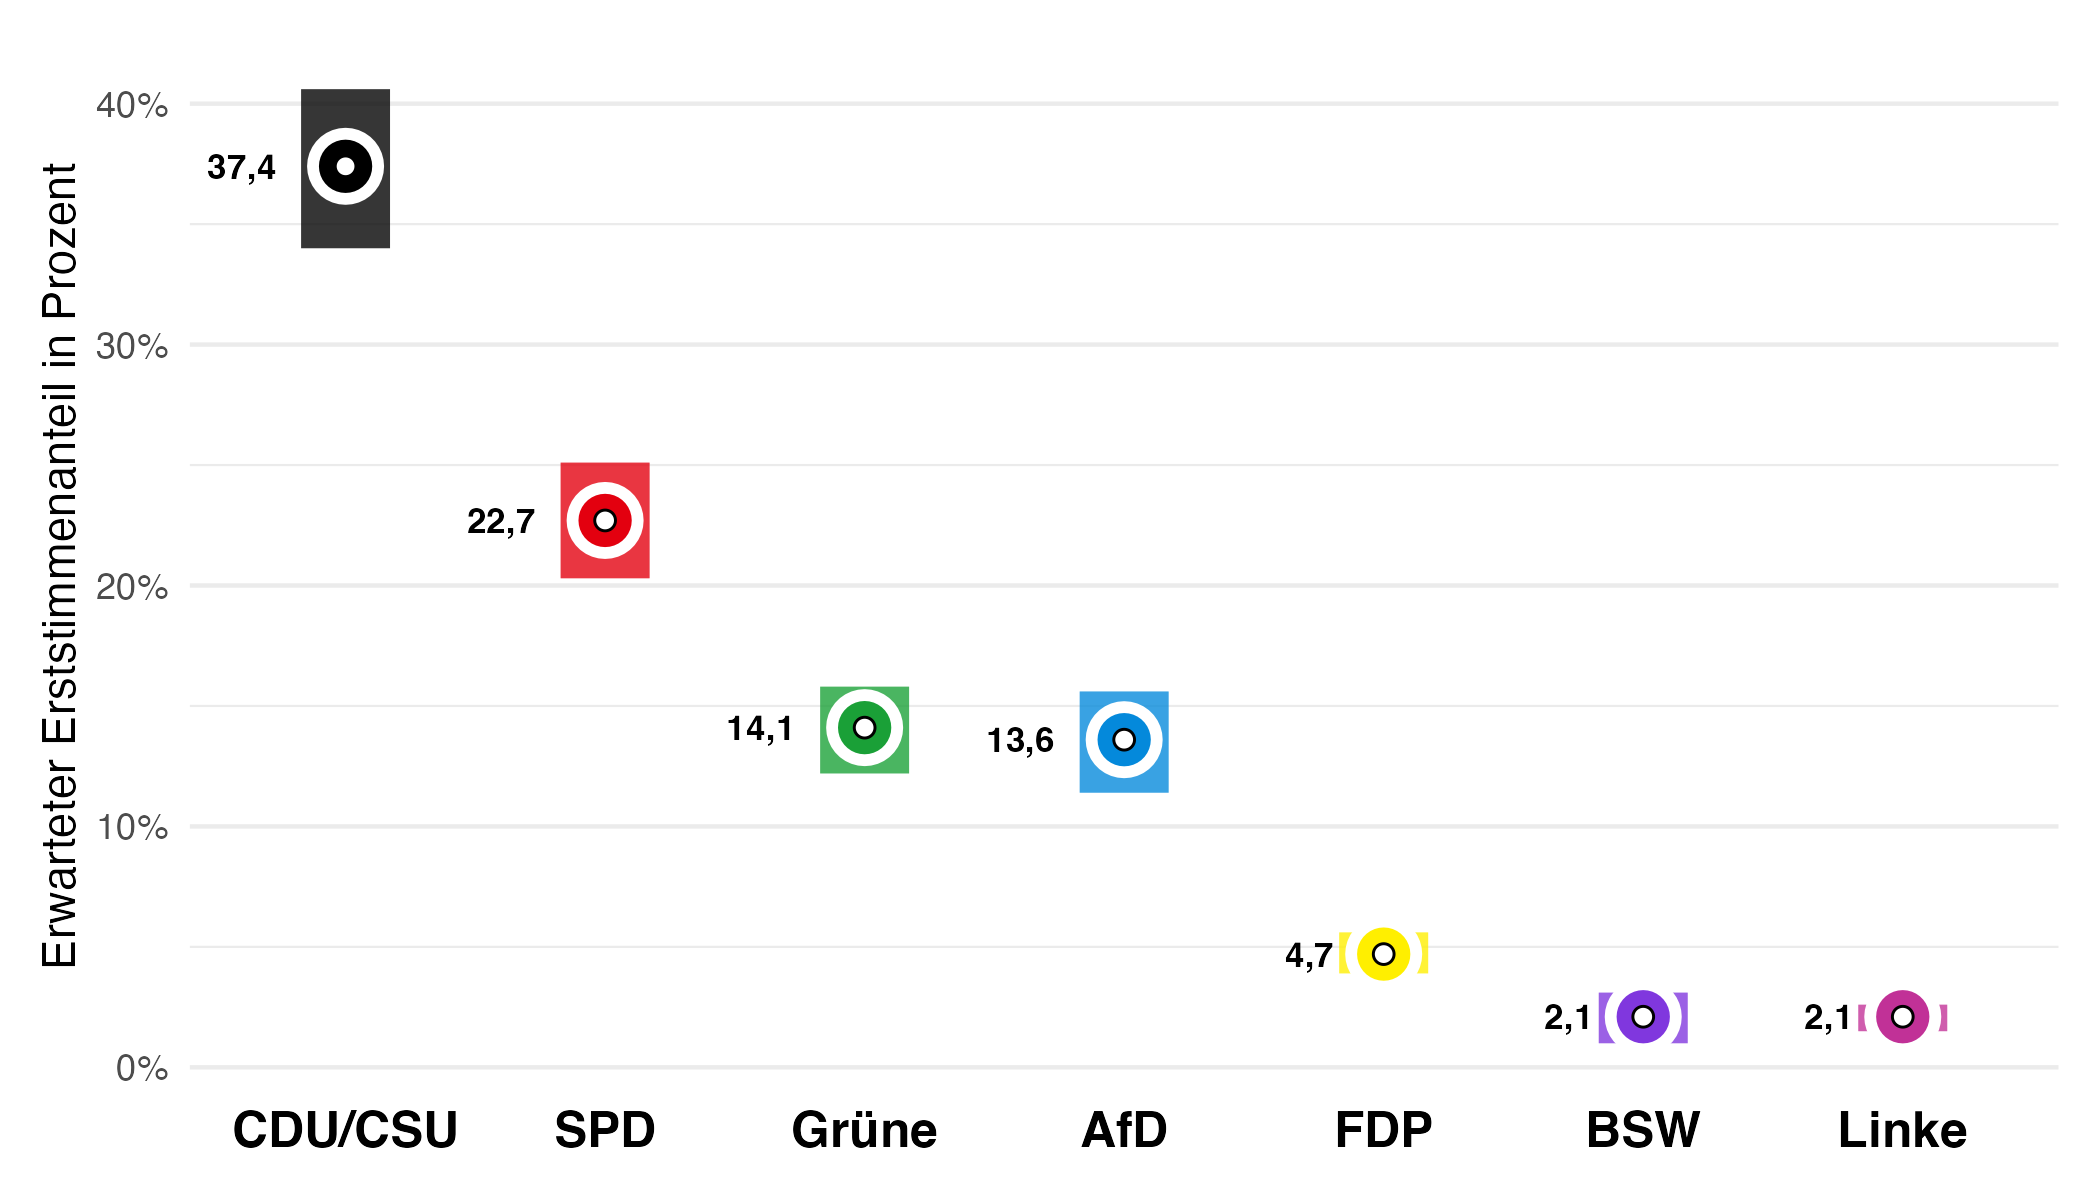 Erwarteter Erststimmenanteil in Prozent
40%
30%
20%
10%
0%
37,4
22,7
14,1
13,6
4,7
2,1
2,1
CDU/CSU
SPD
Grüne
AfD
FDP
BSW
Linke